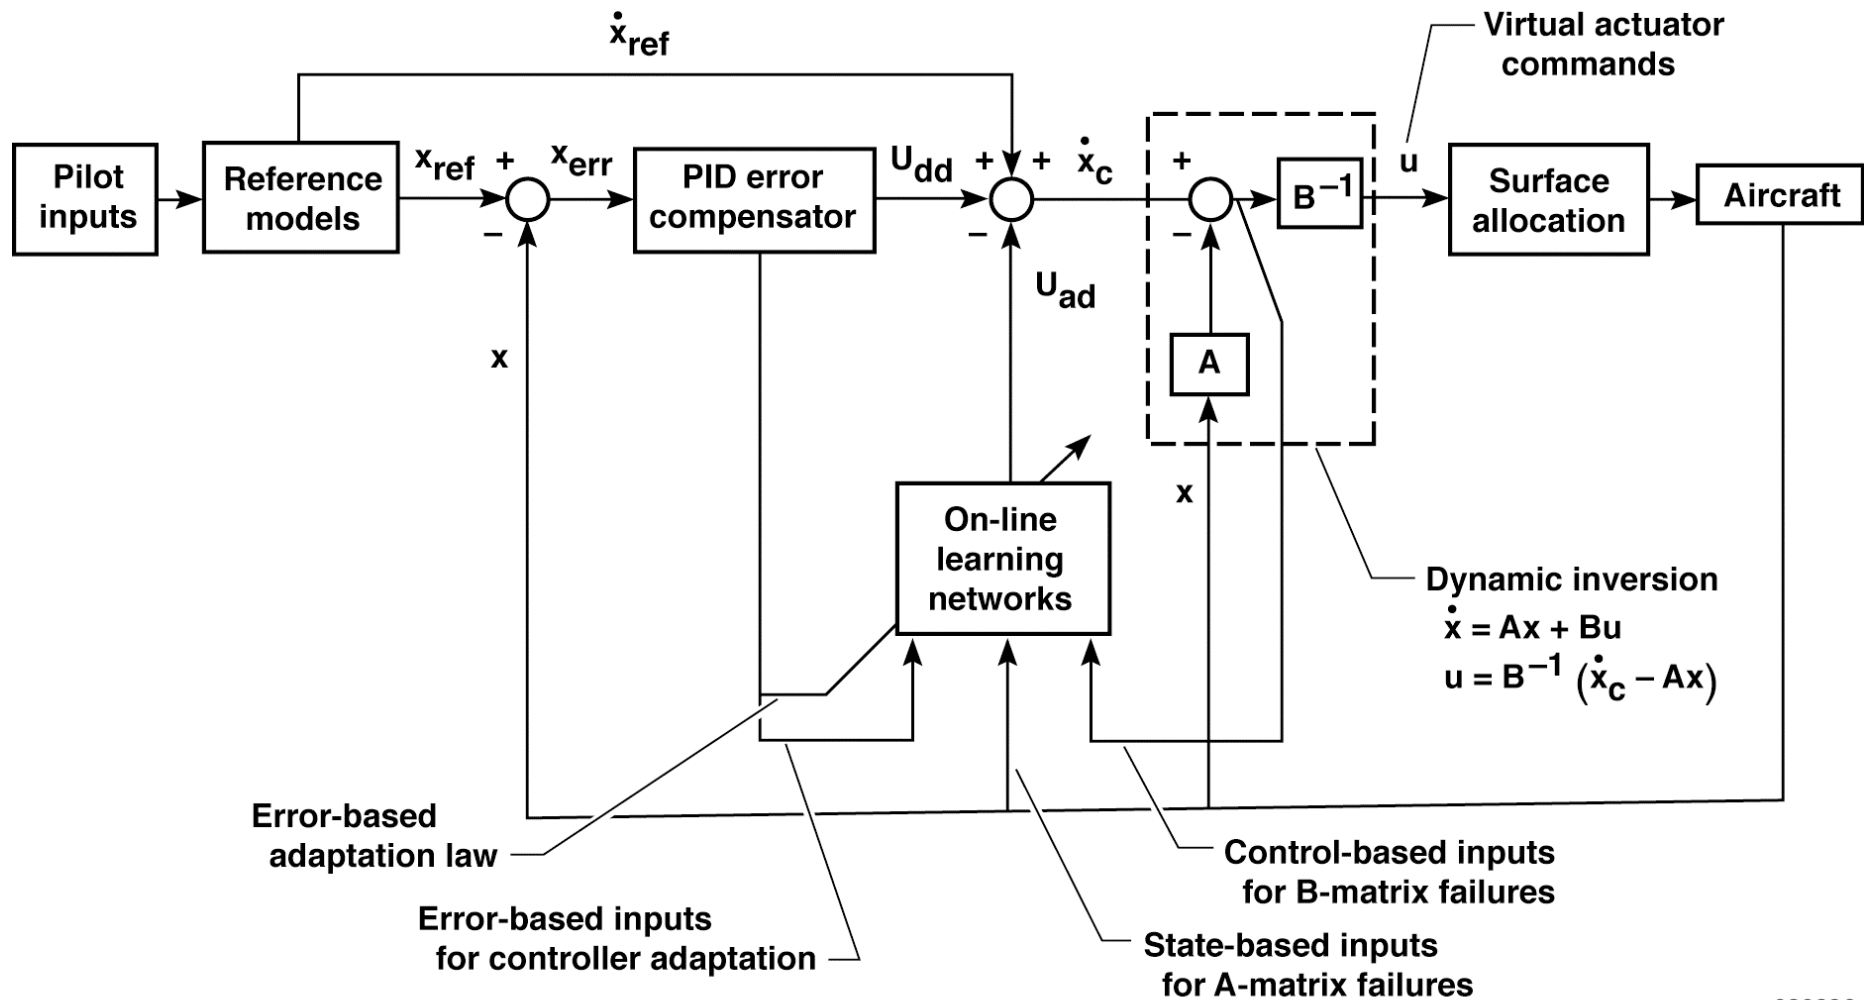 ẋref
Virtual actuator
commands
Pilot
inputs
Reference
models
xref
+
−
xerr
PID error
compensator
Udd
+
+
−
ẋc
+
−
B−1
u
Surface
allocation
Aircraft
Uad
x
A
x
On-line
learning
networks
Dynamic inversion
ẋ = Ax + Bu
u = B−1 (ẋc − Ax)
Error-based
adaptation law
Error-based inputs
for controller adaptation
Control-based inputs
for B-matrix failures
State-based inputs
for A-matrix failures